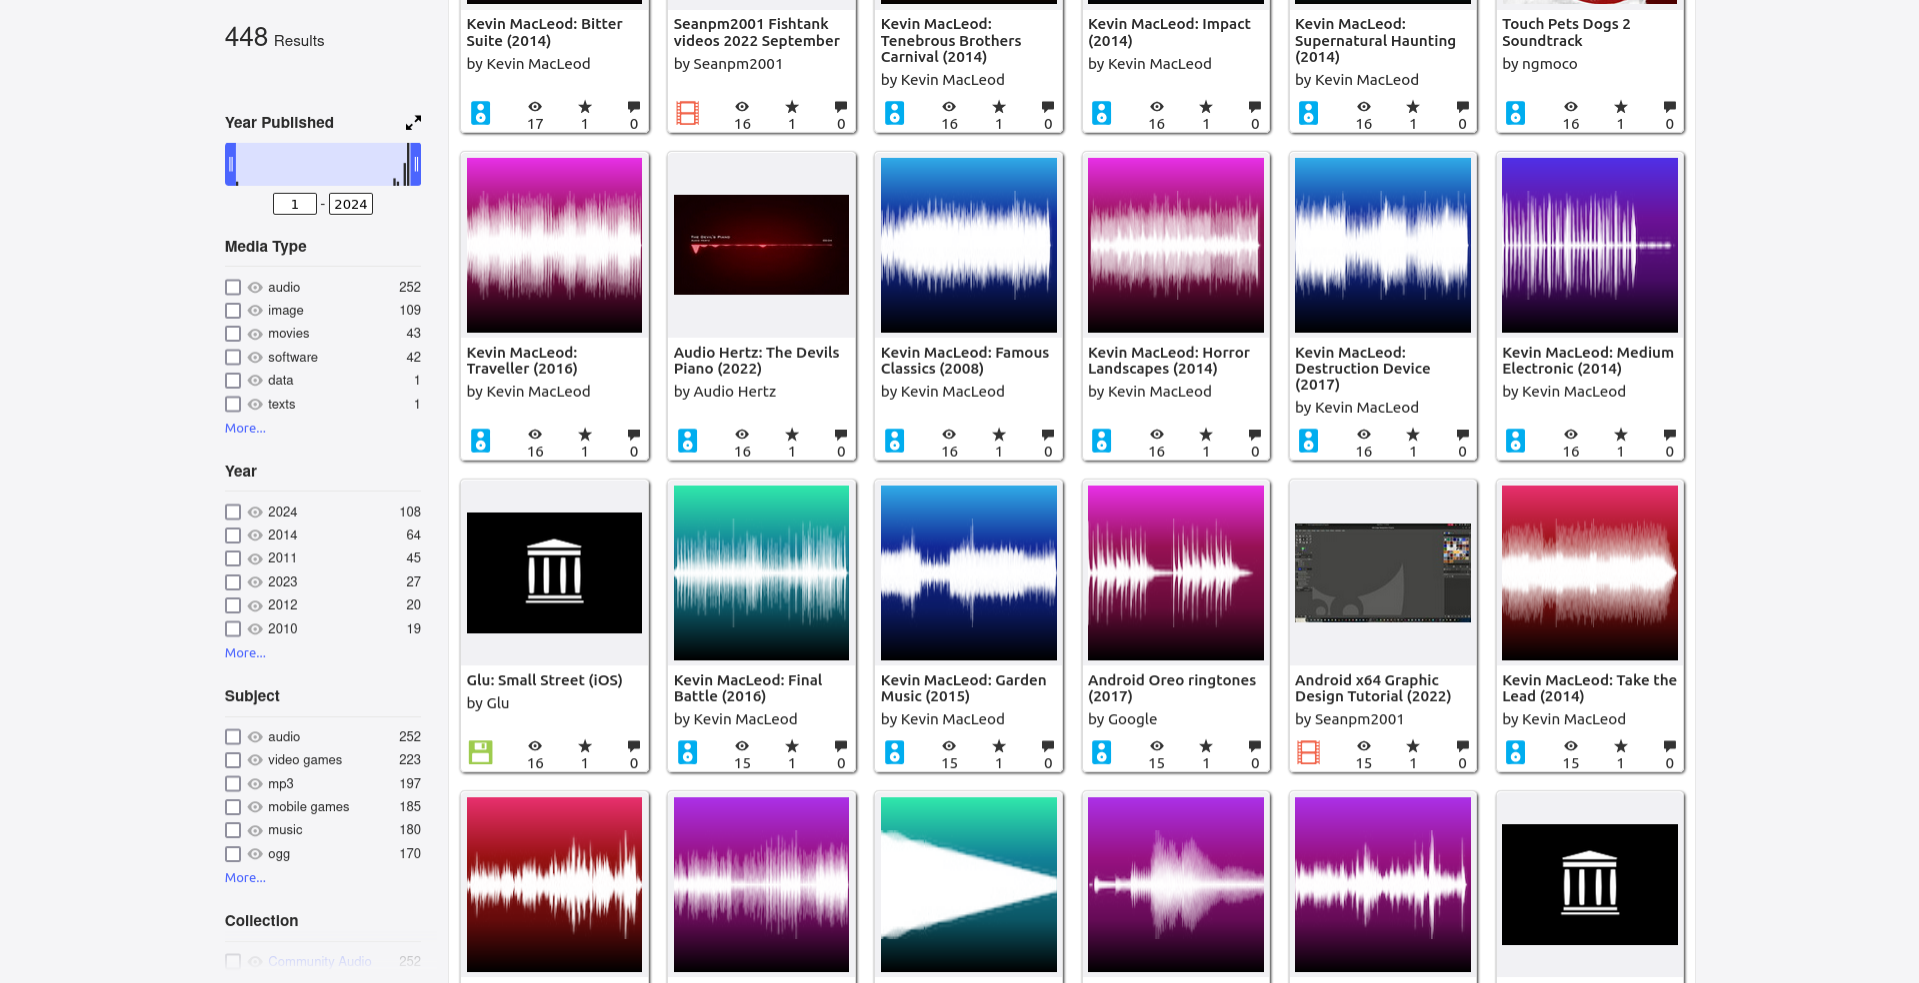 448 Results
Year Published
1 - 2024
Media Type
audio 252
image 109
movies 43
software 42
data 1
texts 1
More...
Year
2024 108
2014 64
2011 45
2023 27
2012 20
2010 19
More...
Subject
audio 252
video games 223
mp3 197
mobile games 185
music 180
ogg 170
More...
Collection
Community Audio 252
Kevin MacLeod: Bitter
Suite (2014)
by Kevin MacLeod
17 1 0
Seanpm2001 Fishtank
videos 2022 September
by Seanpm2001
16 1 0
Kevin MacLeod:
Tenebrous Brothers
Carnival (2014)
by Kevin MacLeod
16 1 0
Kevin MacLeod: Impact
(2014)
by Kevin MacLeod
16 1 0
Kevin MacLeod:
Supernatural Haunting
(2014)
by Kevin MacLeod
16 1 0
Touch Pets Dogs 2
Soundtrack
by ngmoco
16 1 0
Kevin MacLeod:
Traveller (2016)
by Kevin MacLeod
16 1 0
The Devil's Piano
Audio Hertz: The Devils
Piano (2022)
by Audio Hertz
16 1 0
Kevin MacLeod: Famous
Classics (2008)
by Kevin MacLeod
16 1 0
Kevin MacLeod: Horror
Landscapes (2014)
by Kevin MacLeod
16 1 0
Kevin MacLeod:
Destruction Device
(2017)
by Kevin MacLeod
16 1 0
Kevin MacLeod: Medium
Electronic (2014)
by Kevin MacLeod
16 1 0
Glu: Small Street (iOS)
by Glu
16 1 0
Kevin MacLeod: Final
Battle (2016)
by Kevin MacLeod
15 1 0
Kevin MacLeod: Garden
Music (2015)
by Kevin MacLeod
15 1 0
Android Oreo ringtones
(2017)
by Google
15 1 0
Android x64 Graphic
Design Tutorial (2022)
by Seanpm2001
15 1 0
Kevin MacLeod: Take the
Lead (2014)
by Kevin MacLeod
15 1 0